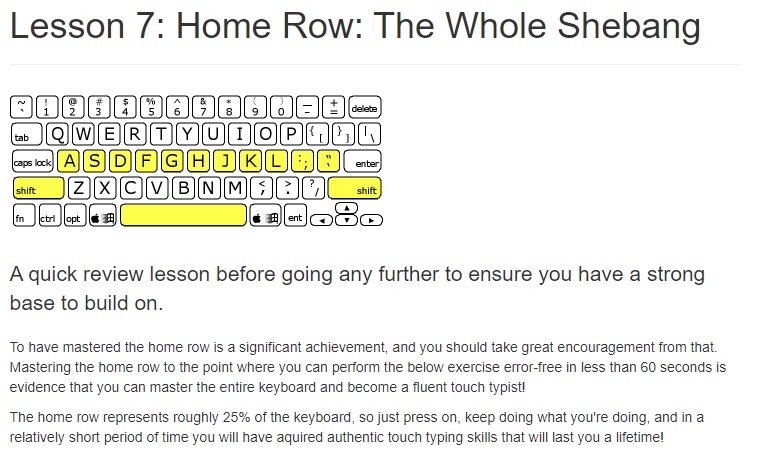 Lesson 7: Home Row: The Whole Shebang
~ ` ! 1 @ 2 # 3 $ 4 % 5 ^ 6 & 7 * 8 ( 9 ) 0 _ - + = delete
tab Q W E R T Y U I O P { [ } ] | \
caps lock A S D F G H J K L : ; " ' enter
shift Z X C V B N M < , > . ? / shift
fn ctrl opt ent
A quick review lesson before going any further to ensure you have a strong
base to build on.
To have mastered the home row is a significant achievement, and you should take great encouragement from that.
Mastering the home row to the point where you can perform the below exercise error-free in less than 60 seconds is
evidence that you can master the entire keyboard and become a fluent touch typist!
The home row represents roughly 25% of the keyboard, so just press on, keep doing what you're doing, and in a
relatively short period of time you will have aquired authentic touch typing skills that will last you a lifetime!